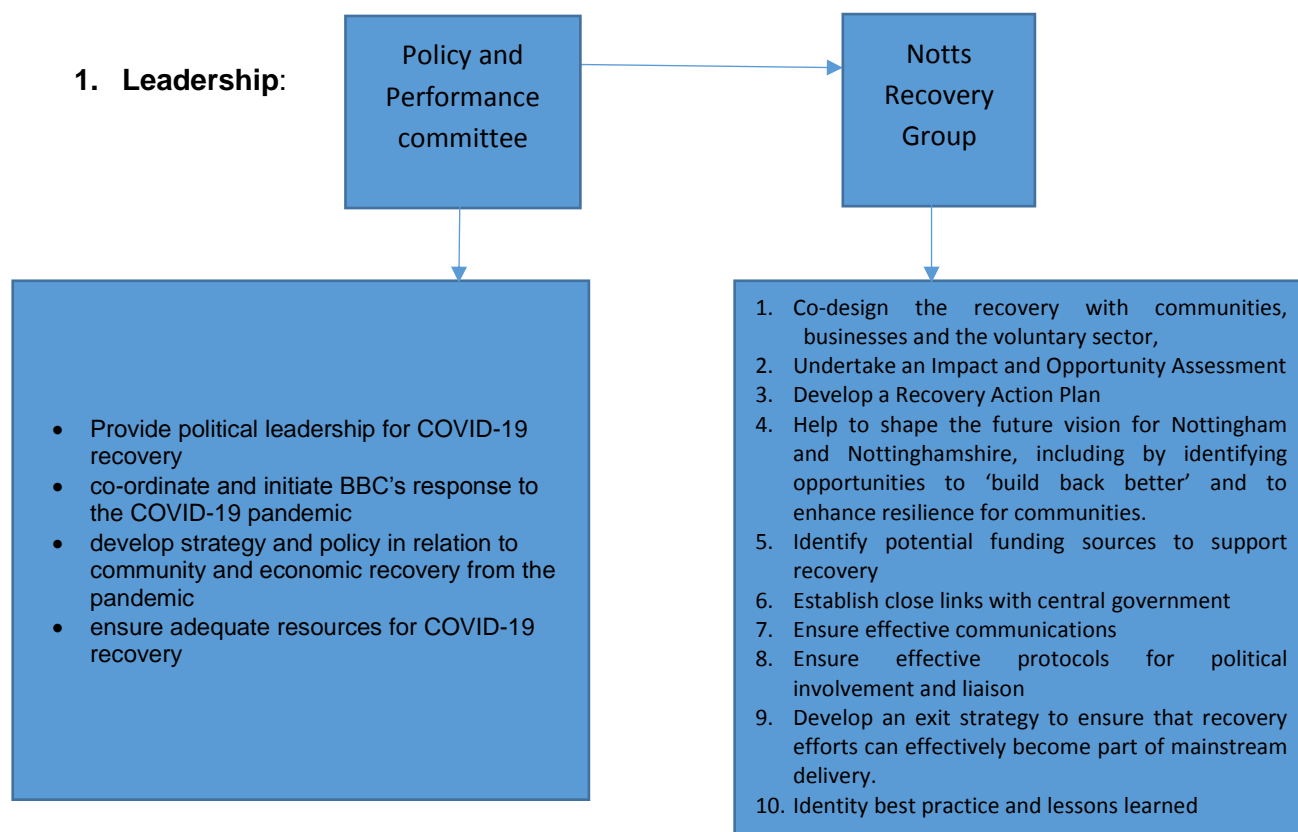 1. Leadership:
Policy and
Performance
committee
Notts
Recovery
Group
• Provide political leadership for COVID-19
recovery
• co-ordinate and initiate BBC's response to
the COVID-19 pandemic
• develop strategy and policy in relation to
community and economic recovery from the
pandemic
• ensure adequate resources for COVID-19
recovery
1. Co-design the recovery with communities,
businesses and the voluntary sector,
2. Undertake an Impact and Opportunity Assessment
3. Develop a Recovery Action Plan
4. Help to shape the future vision for Nottingham
and Nottinghamshire, including by identifying
opportunities to ‘build back better’ and to
enhance resilience for communities.
5. Identify potential funding sources to support
recovery
6. Establish close links with central government
7. Ensure effective communications
8. Ensure effective protocols for political
involvement and liaison
9. Develop an exit strategy to ensure that recovery
efforts can effectively become part of mainstream
delivery.
10. Identity best practice and lessons learned